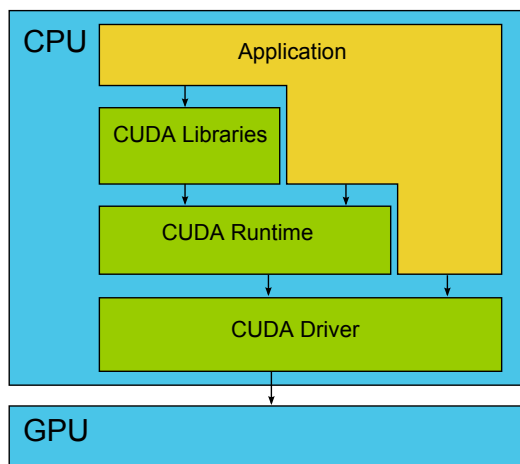 CPU
Application
CUDA Libraries
CUDA Runtime
CUDA Driver
GPU